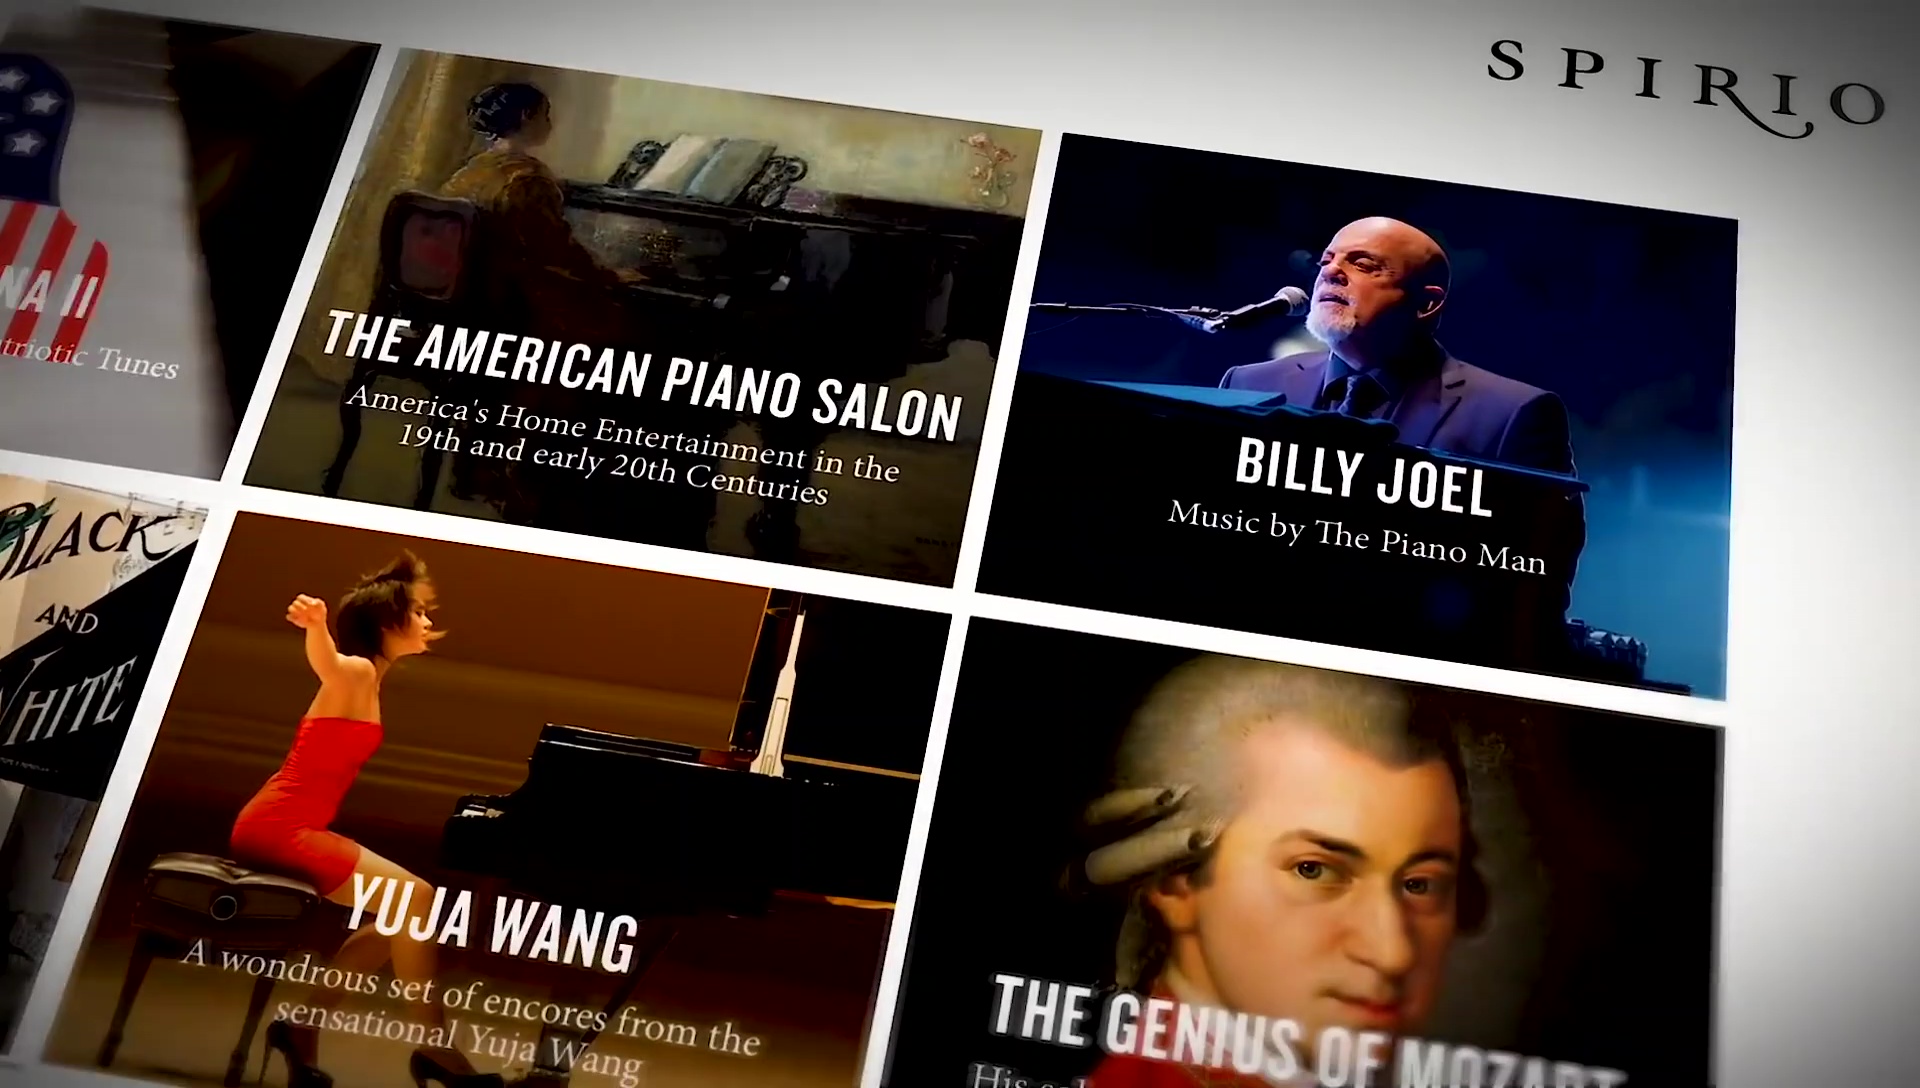 SPIRIO
NA II
Tunes
THE AMERICAN PIANO SALON
America's Home Entertainment in the
19th and early 20th Centuries
BILLY JOEL
Music by The Piano Man
BLACK
AND
WHITE
YUJA WANG
A wondrous set of encores from the
sensational Yuja Wang
THE GENIUS OF MOZART
His